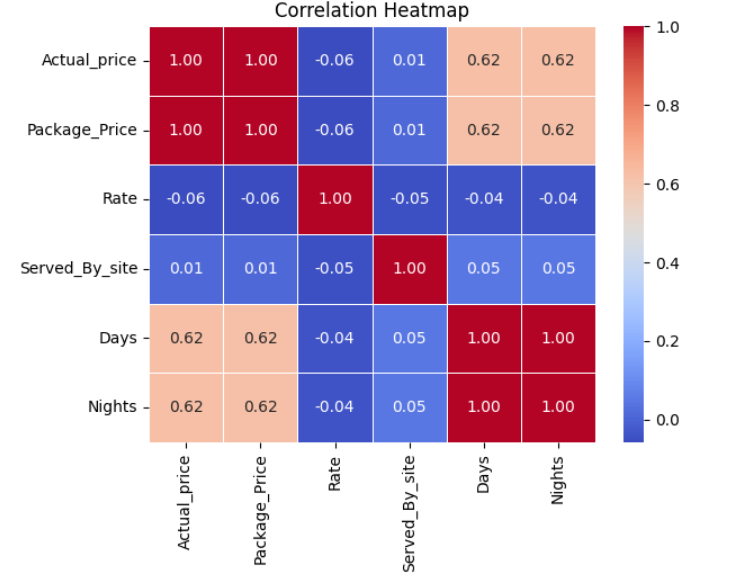 Correlation Heatmap
Actual_price 1.00 1.00 -0.06 0.01 0.62 0.62
Package_Price 1.00 1.00 -0.06 0.01 0.62 0.62
Rate -0.06 -0.06 1.00 -0.05 -0.04 -0.04
Served_By_site 0.01 0.01 -0.05 1.00 0.05 0.05
Days 0.62 0.62 -0.04 0.05 1.00 1.00
Nights 0.62 0.62 -0.04 0.05 1.00 1.00
Actual_price
Package_Price
Rate
Served_By_site
Days
Nights
1.0
0.8
0.6
0.4
0.2
0.0